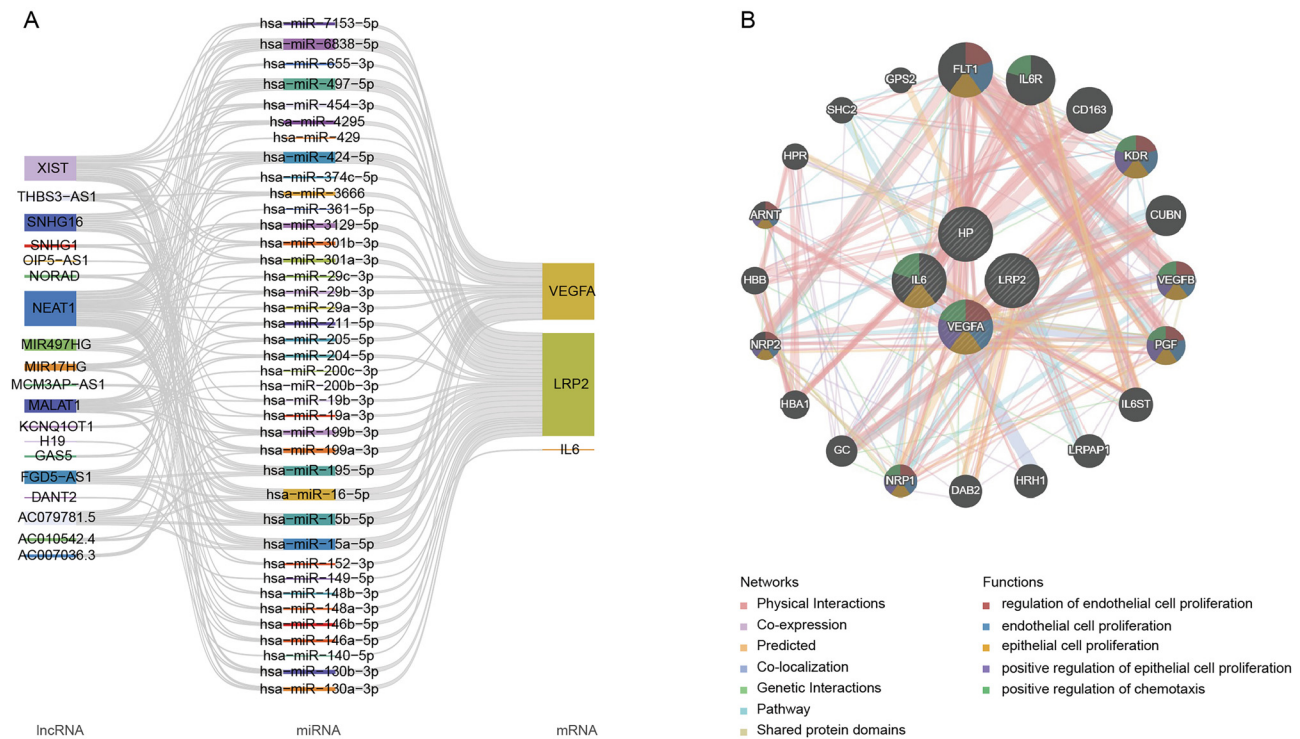 A
XIST
THBS3-AS1
SNHG16
SNHG1
OIP5-AS1
NORAD
NEAT1
MIR497HG
MIR17HG
MCM3AP-AS1
MALAT1
KCNQ1OT1
H19
GAS5
FGD5-AS1
DANT2
AC079781.5
AC010542.4
AC007036.3
lncRNA
hsa-miR-7153-5p
hsa-miR-6838-5p
hsa-miR-655-3p
hsa-miR-497-5p
hsa-miR-454-3p
hsa-miR-4295
hsa-miR-429
hsa-miR-424-5p
hsa-miR-374c-5p
hsa-miR-3666
hsa-miR-361-5p
hsa-miR-3129-5p
hsa-miR-301b-3p
hsa-miR-301a-3p
hsa-miR-29c-3p
hsa-miR-29b-3p
hsa-miR-29a-3p
hsa-miR-211-5p
hsa-miR-205-5p
hsa-miR-204-5p
hsa-miR-200c-3p
hsa-miR-200b-3p
hsa-miR-19b-3p
hsa-miR-19a-3p
hsa-miR-199b-3p
hsa-miR-199a-3p
hsa-miR-195-5p
hsa-miR-16-5p
hsa-miR-15b-5p
hsa-miR-15a-5p
hsa-miR-152-3p
hsa-miR-149-5p
hsa-miR-148b-3p
hsa-miR-148a-3p
hsa-miR-146b-5p
hsa-miR-146a-5p
hsa-miR-140-5p
hsa-miR-130b-3p
hsa-miR-130a-3p
miRNA
VEGFA
LRP2
IL6
mRNA
B
FLT1
IL6R
GPS2
CD163
SHC2
KDR
HPR
ARNT
CUBN
HP
HBB
IL6
LRP2
VEGFB
VEGFA
NRP2
PGF
HBA1
IL6ST
GC
LRPAP1
NRP1
DAB2
HRH1
Networks
Physical Interactions
Co-expression
Predicted
Co-localization
Genetic Interactions
Pathway
Shared protein domains
Functions
regulation of endothelial cell proliferation
endothelial cell proliferation
epithelial cell proliferation
positive regulation of epithelial cell proliferation
positive regulation of chemotaxis